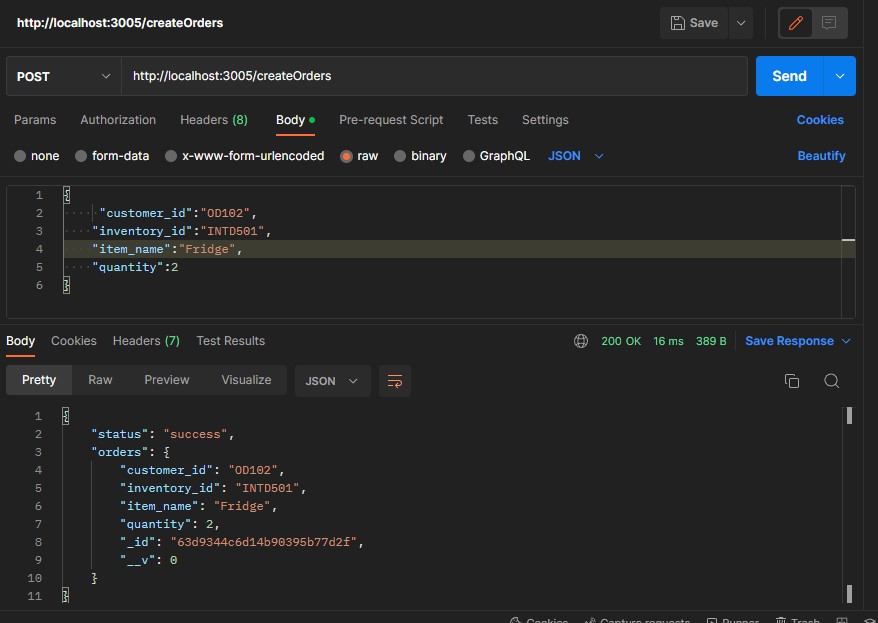 http://localhost:3005/createOrders Save
POST http://localhost:3005/createOrders Send
Params Authorization Headers (8) Body Pre-request Script Tests Settings Cookies
none form-data x-www-form-urlencoded raw binary GraphQL JSON Beautify
1 {
2 "customer_id":"OD102",
3 "inventory_id":"INTD501",
4 "item_name":"Fridge",
5 "quantity":2
6 }
Body Cookies Headers (7) Test Results 200 OK 16 ms 389 B Save Response
Pretty Raw Preview Visualize JSON
1 {
2 "status": "success",
3 "orders": {
4 "customer_id": "OD102",
5 "inventory_id": "INTD501",
6 "item_name": "Fridge",
7 "quantity": 2,
8 "_id": "63d9344c6d14b90395b77d2f",
9 "__v": 0
10 }
11 }
Cookies Capture requests Runner Trash